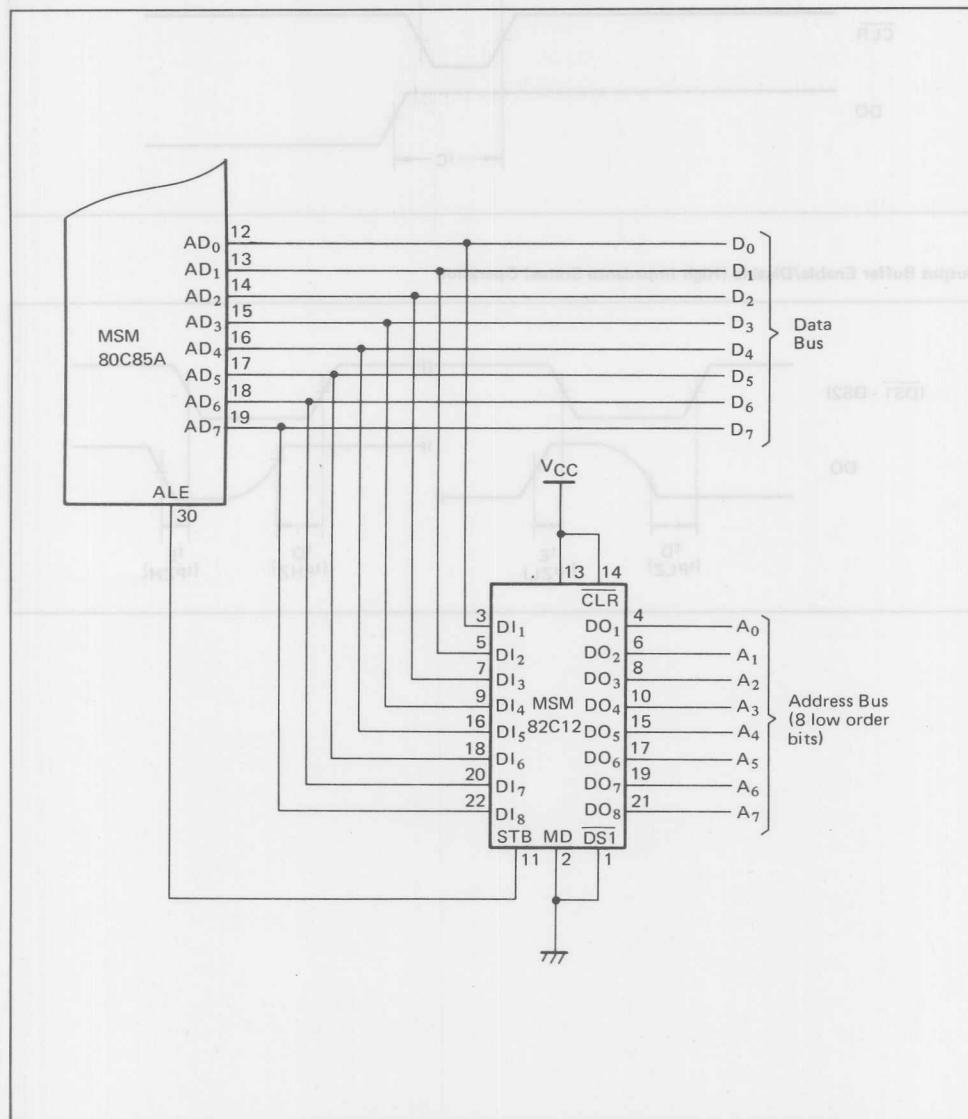 12
AD₀ D₀
13
AD₁ D₁
14
AD₂ D₂
15
AD₃ D₃
MSM
80C85A
16
AD₄ D₄
17
AD₅ D₅
18
AD₆ D₆
19
AD₇ D₇
Data
Bus
ALE
30
VCC
13 14
CLR
3 DI₁ DO₁ 4 A₀
5 DI₂ DO₂ 6 A₁
7 DI₃ DO₃ 8 A₂
9 DI₄ DO₄ 10 A₃
MSM
82C12
16 DI₅ DO₅ 15 A₄
18 DI₆ DO₆ 17 A₅
20 DI₇ DO₇ 19 A₆
22 DI₈ DO₈ 21 A₇
Address Bus
(8 low order
bits)
STB MD DS1
11 2 1